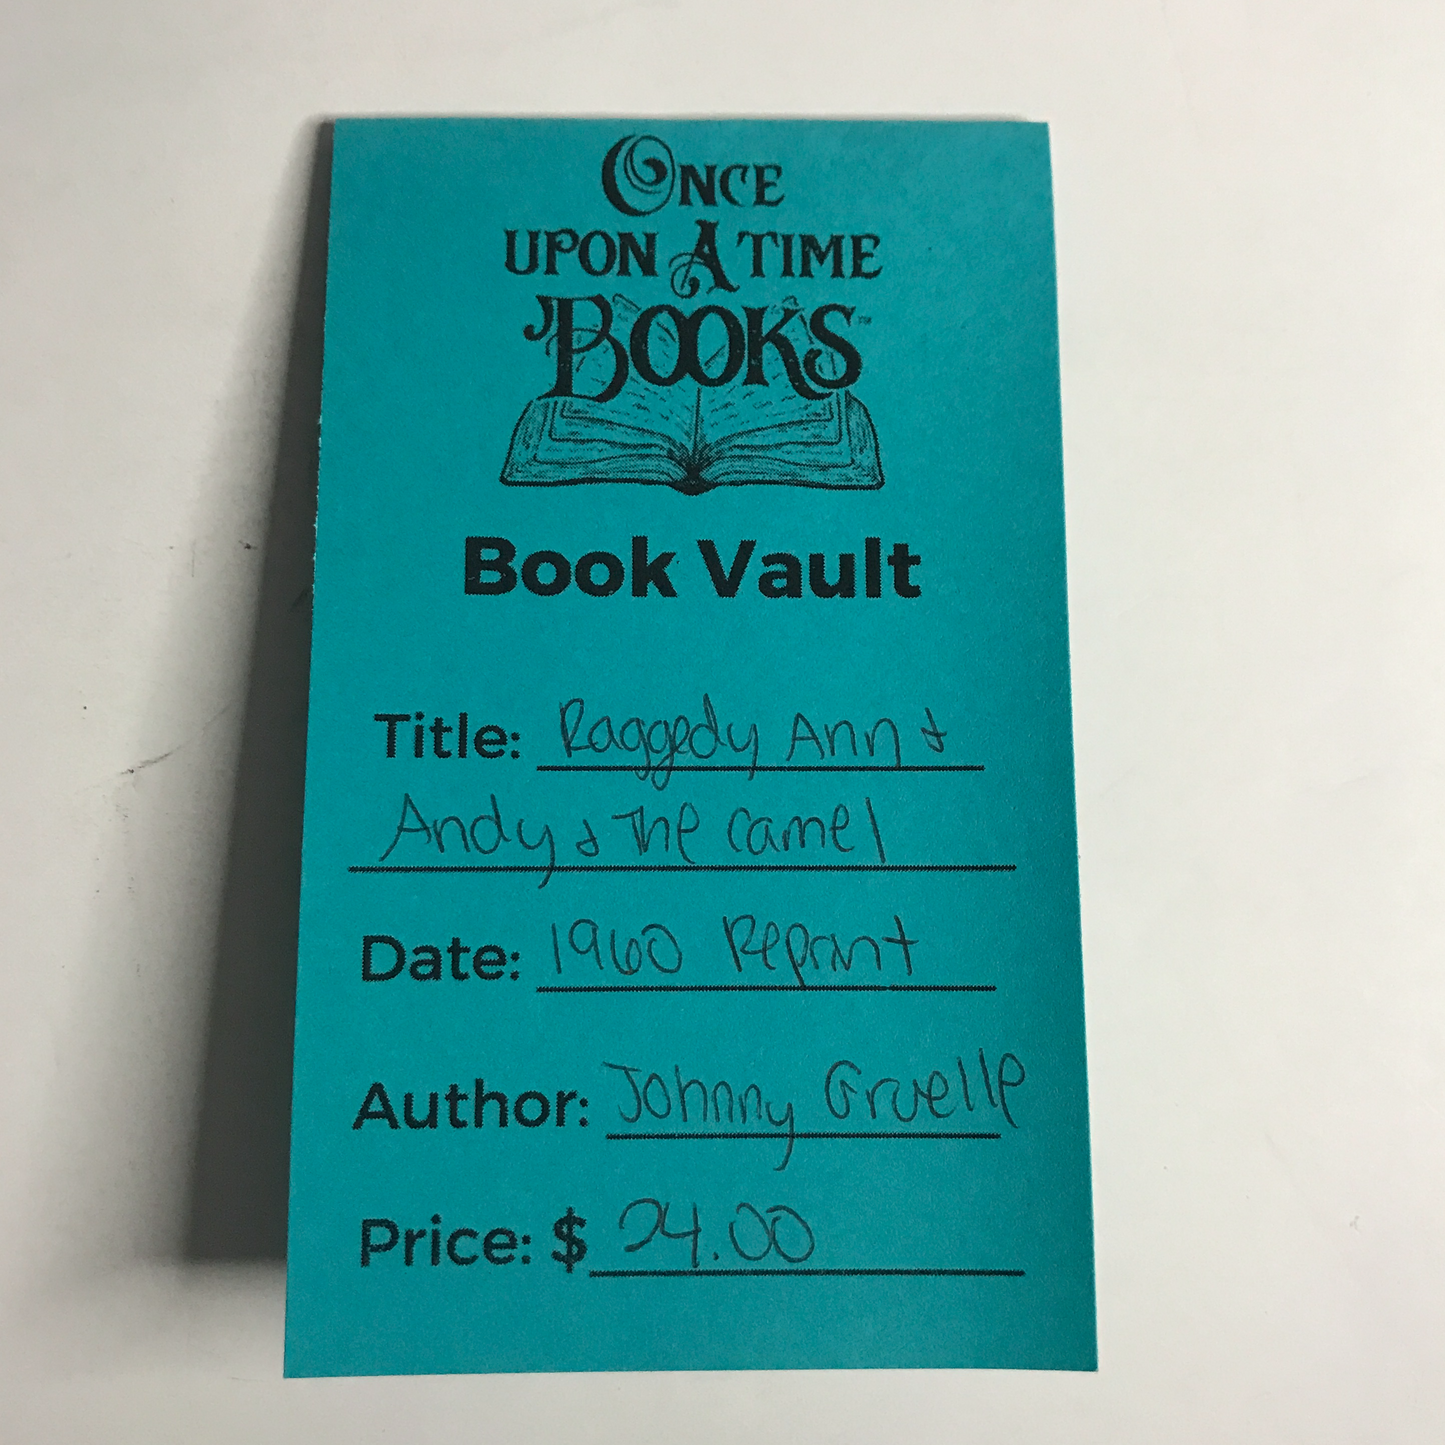 ONCE
UPON A TIME
BOOKS™
Book Vault
Title: Raggedy Ann &
Andy & The Camel
Date: 1960 Reprint
Author: Johnny Gruelle
Price: $ 24.00